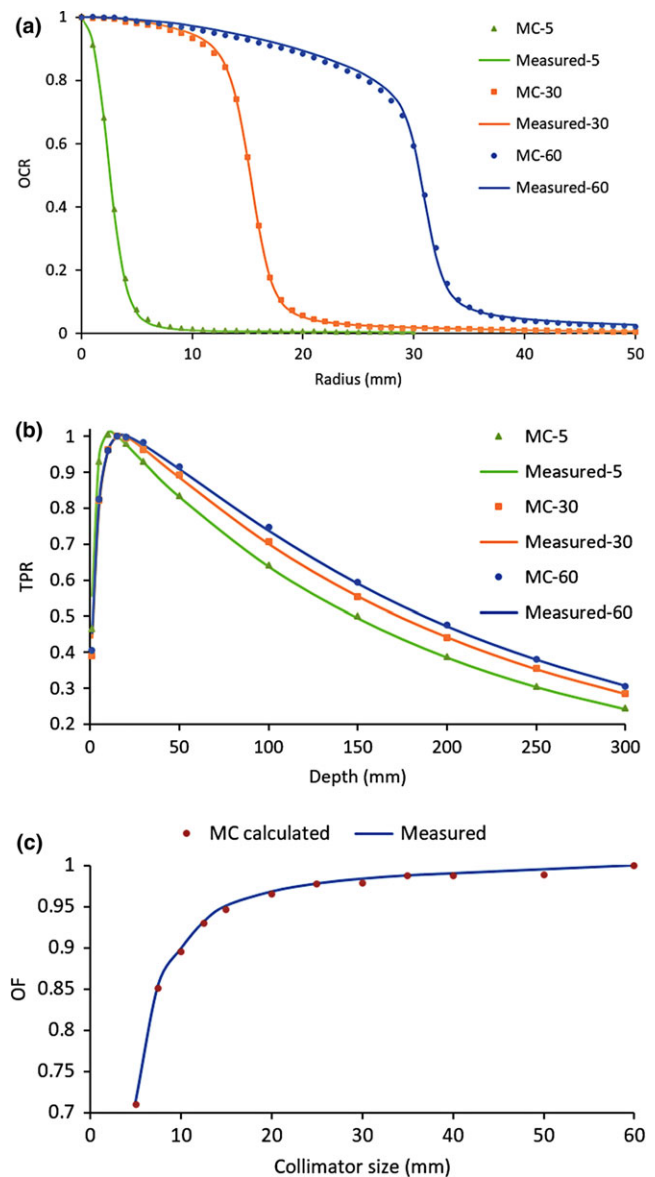 (a)
1
0.8
0.6
0.4
0.2
0
OCR
0 10 20 30 40 50
Radius (mm)
MC-5
Measured-5
MC-30
Measured-30
MC-60
Measured-60
(b)
1
0.9
0.8
0.7
0.6
0.5
0.4
0.3
0.2
TPR
0 50 100 150 200 250 300
Depth (mm)
MC-5
Measured-5
MC-30
Measured-30
MC-60
Measured-60
(c)
MC calculated Measured
1
0.95
0.9
0.85
0.8
0.75
0.7
OF
0 10 20 30 40 50 60
Collimator size (mm)